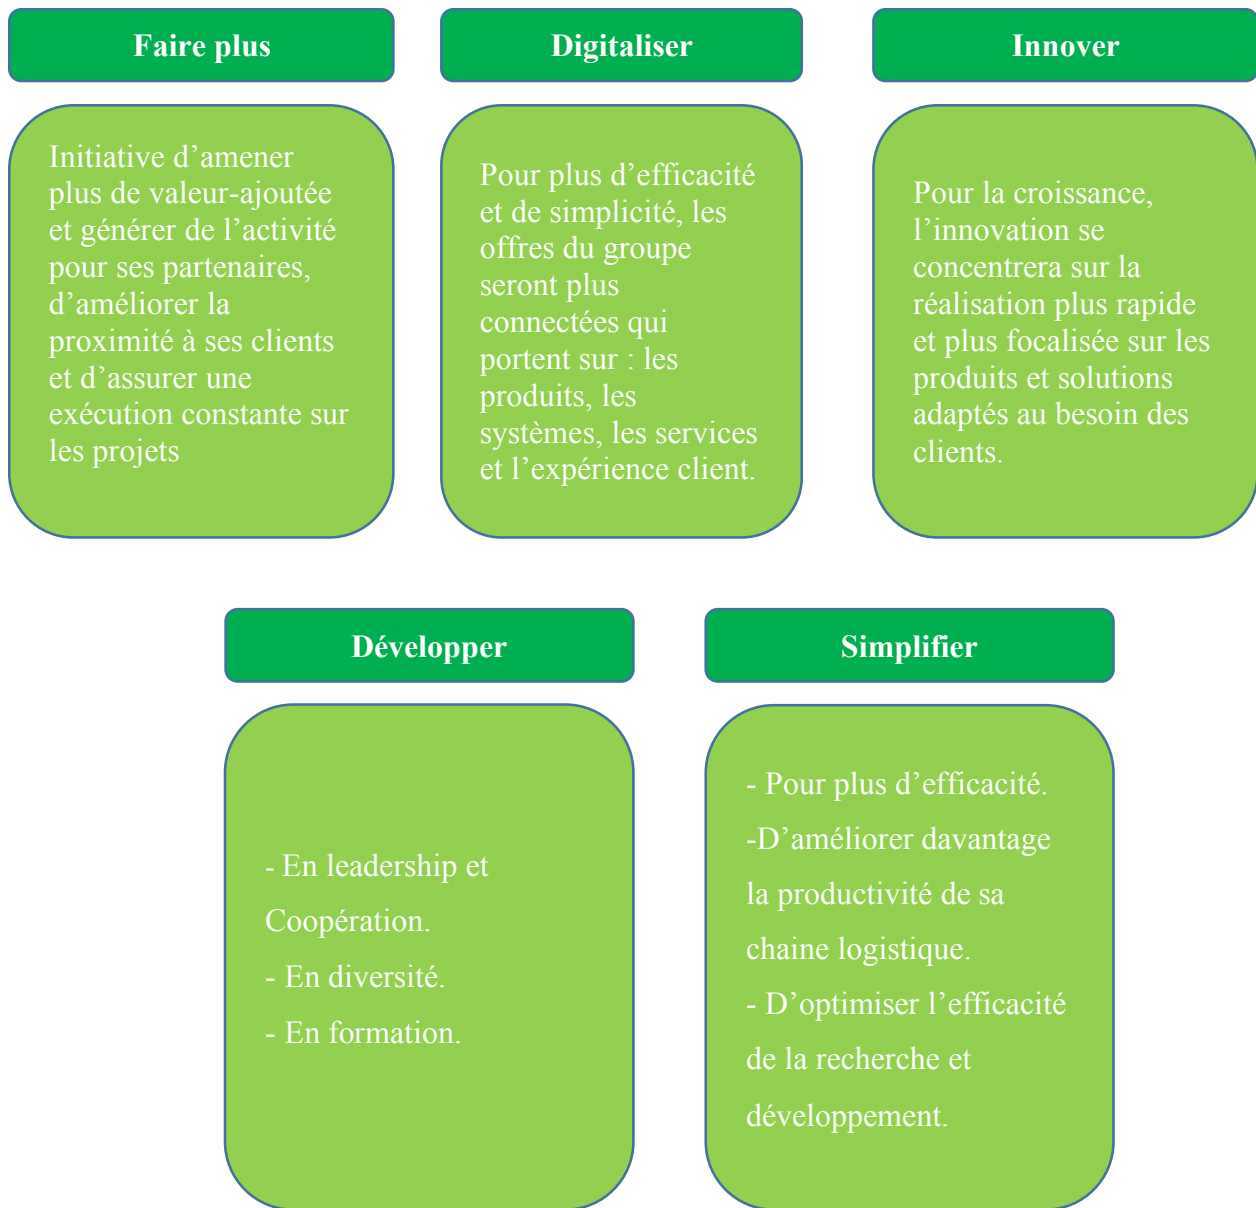 Faire plus
Initiative d’amener
plus de valeur-ajoutée
et générer de l’activité
pour ses partenaires,
d’améliorer la
proximité à ses clients
et d’assurer une
exécution constante sur
les projets
Digitaliser
Pour plus d’efficacité
et de simplicité, les
offres du groupe
seront plus
connectées qui
portent sur : les
produits, les
systèmes, les services
et l’expérience client.
Innover
Pour la croissance,
l’innovation se
concentrera sur la
réalisation plus rapide
et plus focalisée sur les
produits et solutions
adaptés au besoin des
clients.
Développer
- En leadership et
Coopération.
- En diversité.
- En formation.
Simplifier
- Pour plus d’efficacité.
-D’améliorer davantage
la productivité de sa
chaine logistique.
- D’optimiser l’efficacité
de la recherche et
développement.